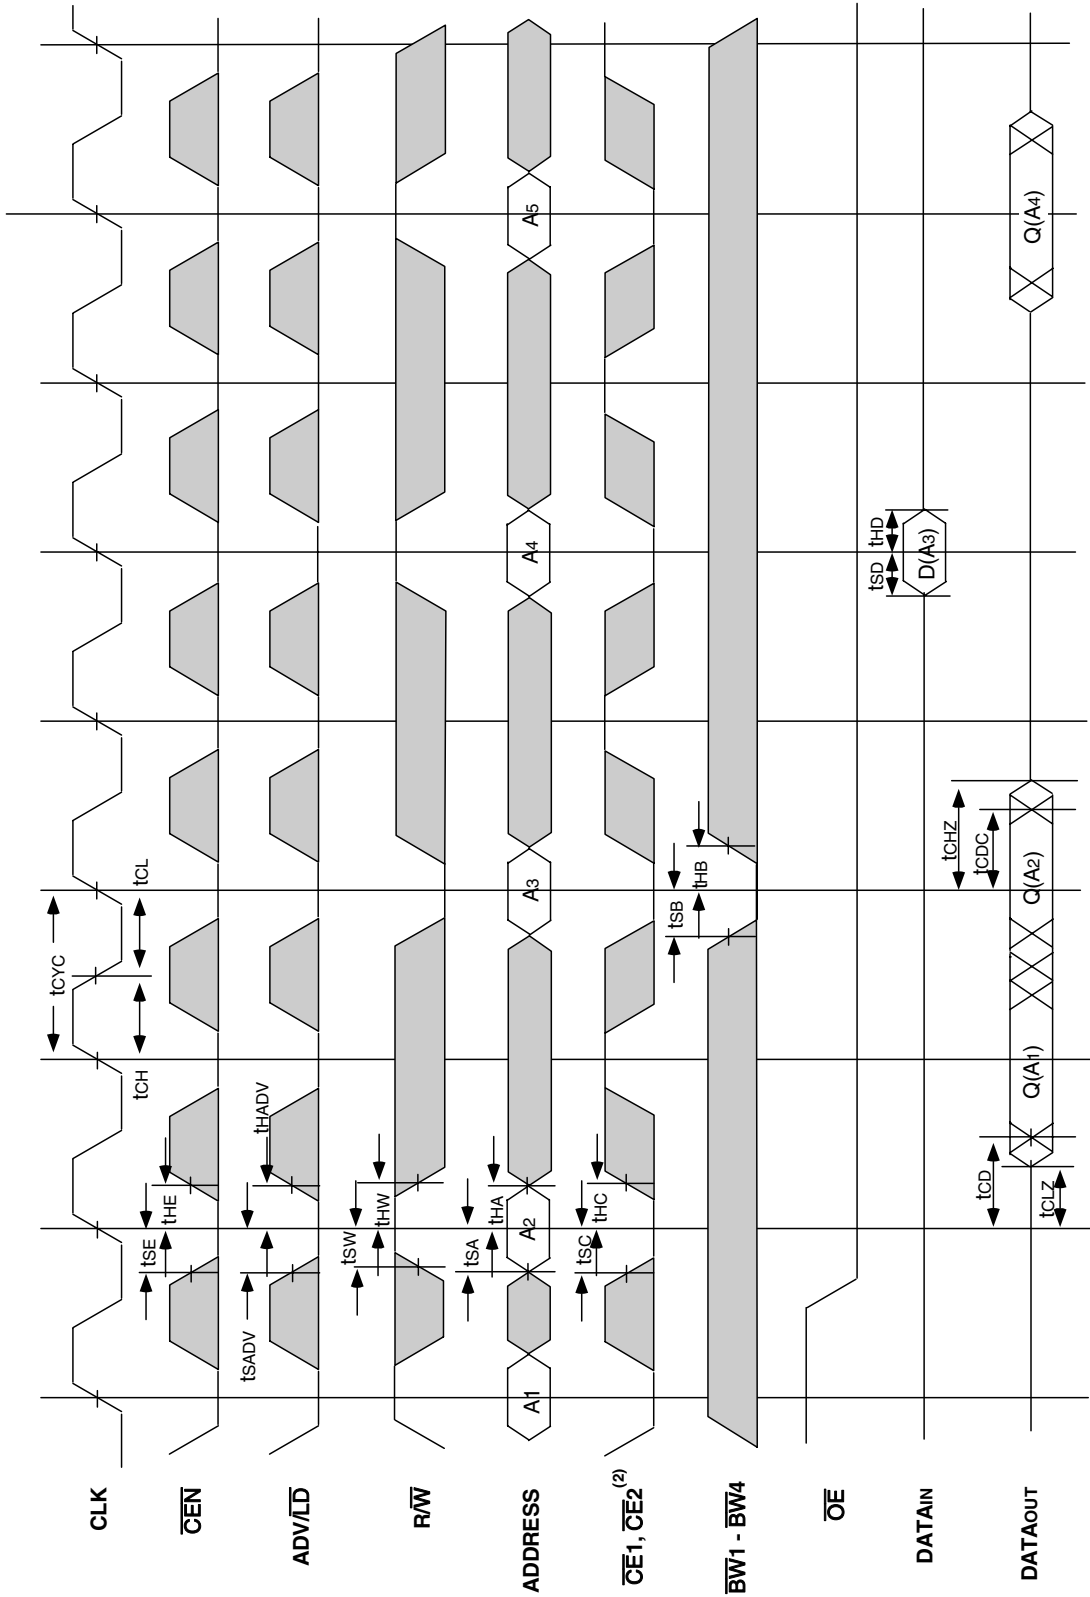 CLK
tCYC
tCH
tCL
CEN
tSE
tHE
ADV/LD
tSADV
tHADV
R/W
tSW
tHW
ADDRESS
A1
tSA
tHA
A2
A3
A4
A5
CE1, CE2(2)
tSC
tHC
BW1 - BW4
tSB
tHB
OE
DATAIN
tSD
tHD
D(A3)
DATAOUT
tCD
tCLZ
Q(A1)
Q(A2)
tCHZ
tCDC
Q(A4)